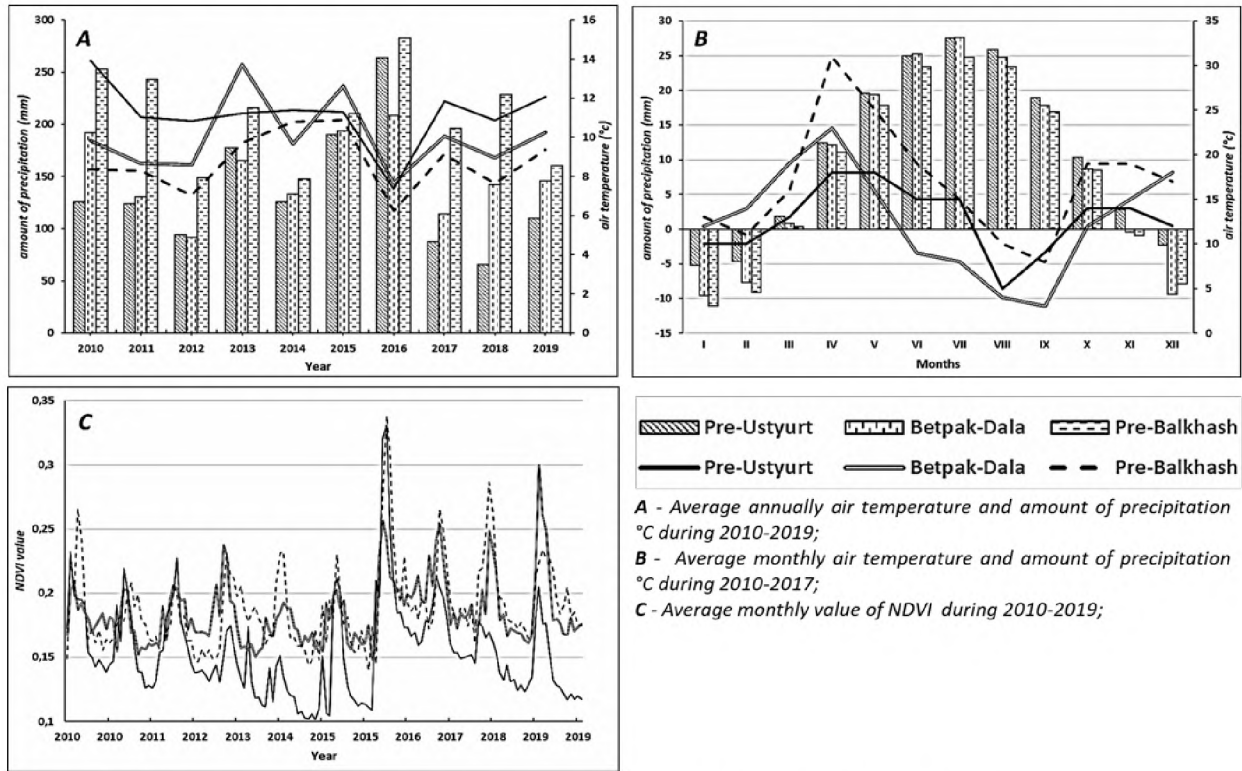 A
amount of precipitation (mm)
300
250
200
150
100
50
0
16
14
12
10
8
6
4
2
0
air temperature (°c)
2010 2011 2012 2013 2014 2015 2016 2017 2018 2019
Year
B
amount of precipitation (mm)
30
25
20
15
10
5
0
-5
-10
-15
35
30
25
20
15
10
5
0
air temperature (°c)
I II III IV V VI VII VIII IX X XI XII
Months
C
NDVI value
0,35
0,3
0,25
0,2
0,15
0,1
2010 2010 2011 2012 2013 2014 2015 2015 2016 2017 2018 2019 2019
Year
Pre-Ustyurt Betpak-Dala Pre-Balkhash
Pre-Ustyurt Betpak-Dala Pre-Balkhash
A - Average annually air temperature and amount of precipitation
°C during 2010-2019;
B - Average monthly air temperature and amount of precipitation
°C during 2010-2017;
C - Average monthly value of NDVI during 2010-2019;